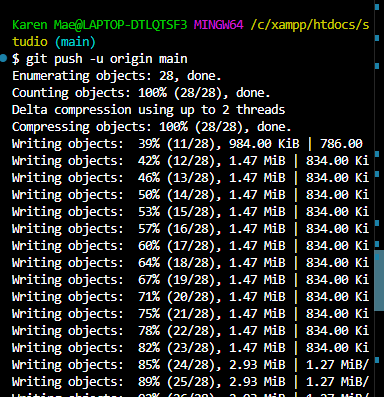 Karen Mae@LAPTOP-DTLQTSF3 MINGW64 /c/xampp/htdocs/s
tudio (main)
$ git push -u origin main
Enumerating objects: 28, done.
Counting objects: 100% (28/28), done.
Delta compression using up to 2 threads
Compressing objects: 100% (28/28), done.
Writing objects:  39% (11/28), 984.00 KiB | 786.00
Writing objects:  42% (12/28), 1.47 MiB | 834.00 Ki
Writing objects:  46% (13/28), 1.47 MiB | 834.00 Ki
Writing objects:  50% (14/28), 1.47 MiB | 834.00 Ki
Writing objects:  53% (15/28), 1.47 MiB | 834.00 Ki
Writing objects:  57% (16/28), 1.47 MiB | 834.00 Ki
Writing objects:  60% (17/28), 1.47 MiB | 834.00 Ki
Writing objects:  64% (18/28), 1.47 MiB | 834.00 Ki
Writing objects:  67% (19/28), 1.47 MiB | 834.00 Ki
Writing objects:  71% (20/28), 1.47 MiB | 834.00 Ki
Writing objects:  75% (21/28), 1.47 MiB | 834.00 Ki
Writing objects:  78% (22/28), 1.47 MiB | 834.00 Ki
Writing objects:  82% (23/28), 1.47 MiB | 834.00 Ki
Writing objects:  85% (24/28), 2.93 MiB | 1.27 MiB/
Writing objects:  89% (25/28), 2.93 MiB | 1.27 MiB/